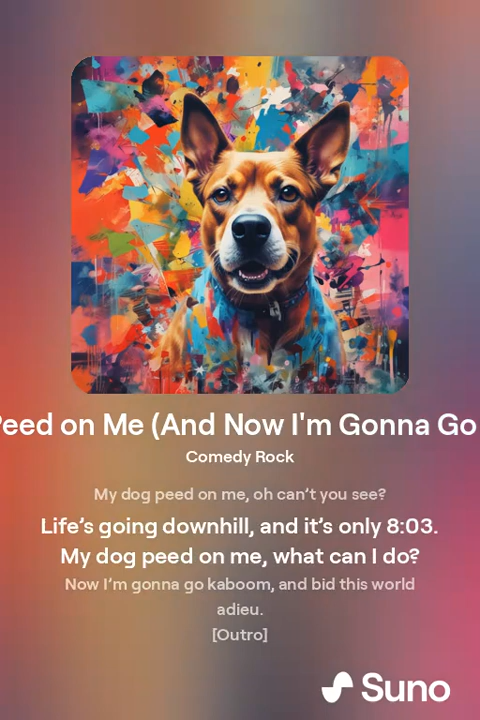 Peed on Me (And Now I'm Gonna Go
Comedy Rock
My dog peed on me, oh can’t you see?
Life’s going downhill, and it’s only 8:03.
My dog peed on me, what can I do?
Now I’m gonna go kaboom, and bid this world
adieu.
[Outro]
Suno